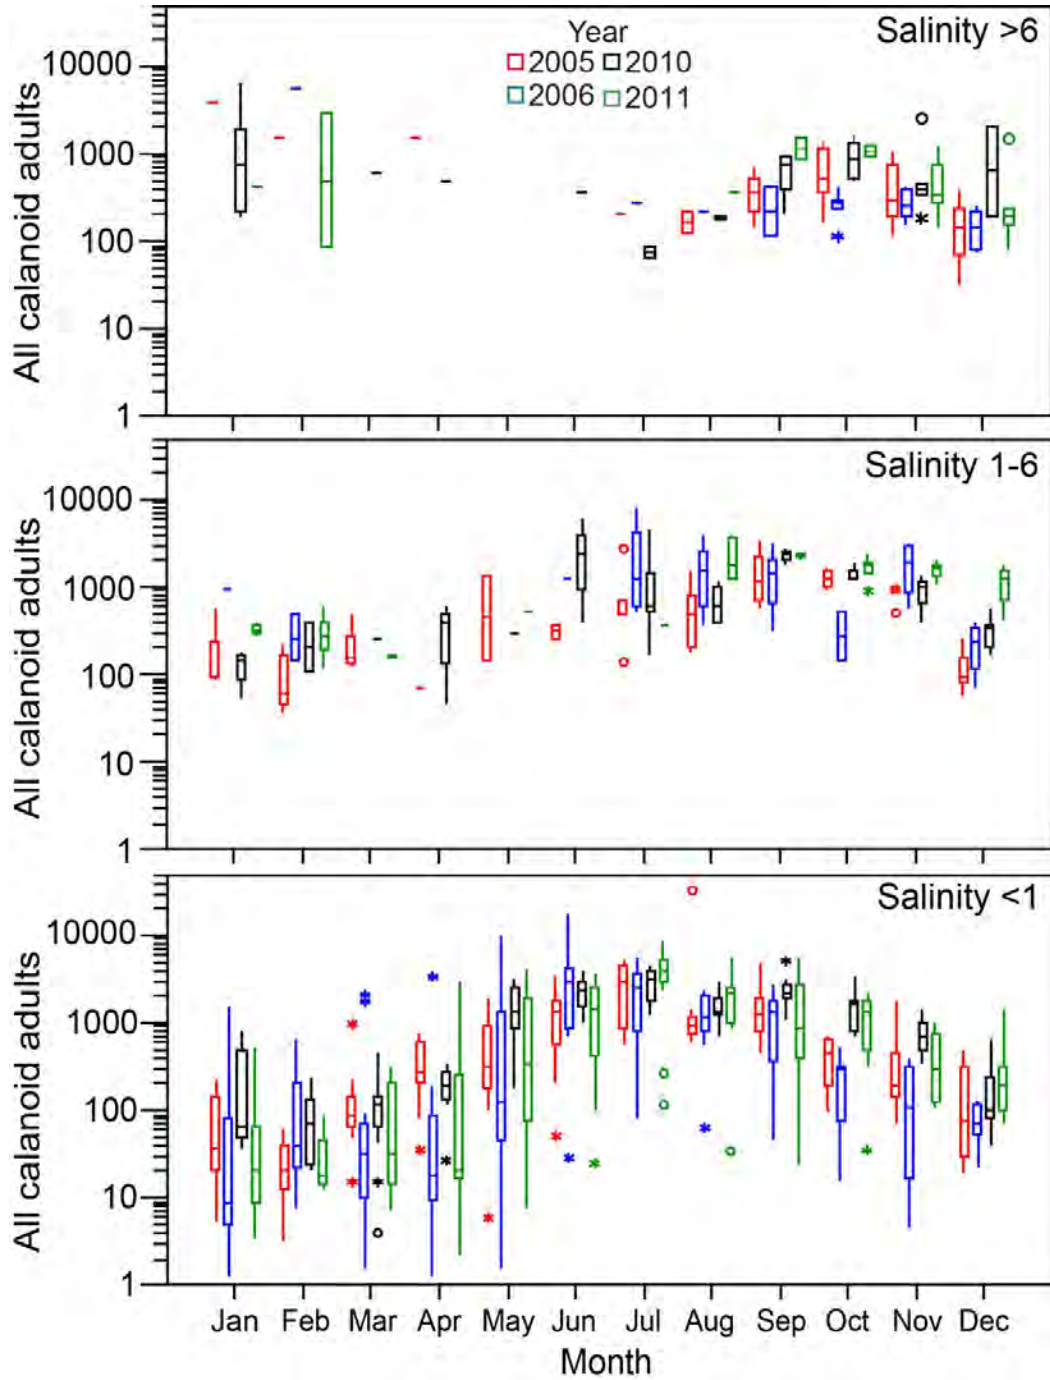 Salinity >6
Year
2005 2010
2006 2011
All calanoid adults
10000
1000
100
10
1
Salinity 1-6
All calanoid adults
10000
1000
100
10
1
Salinity <1
All calanoid adults
10000
1000
100
10
1
Jan Feb Mar Apr May Jun Jul Aug Sep Oct Nov Dec
Month